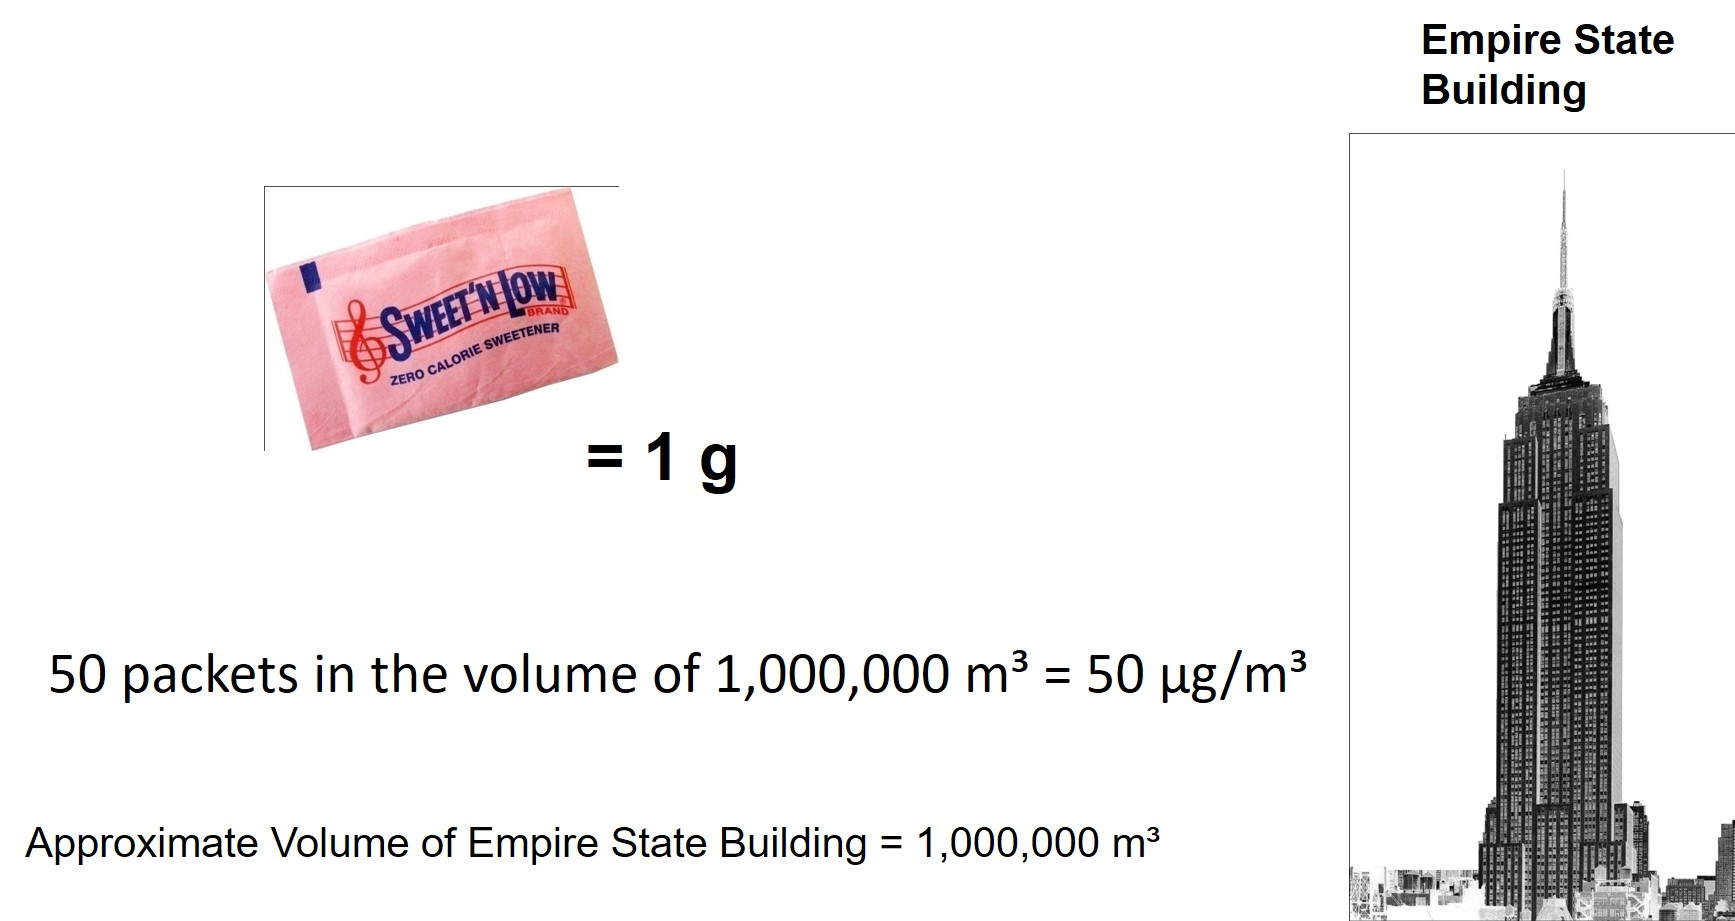 Empire State
Building
SWEET'N LOW
BRAND
ZERO CALORIE SWEETENER
= 1 g
50 packets in the volume of 1,000,000 m³ = 50 µg/m³
Approximate Volume of Empire State Building = 1,000,000 m³